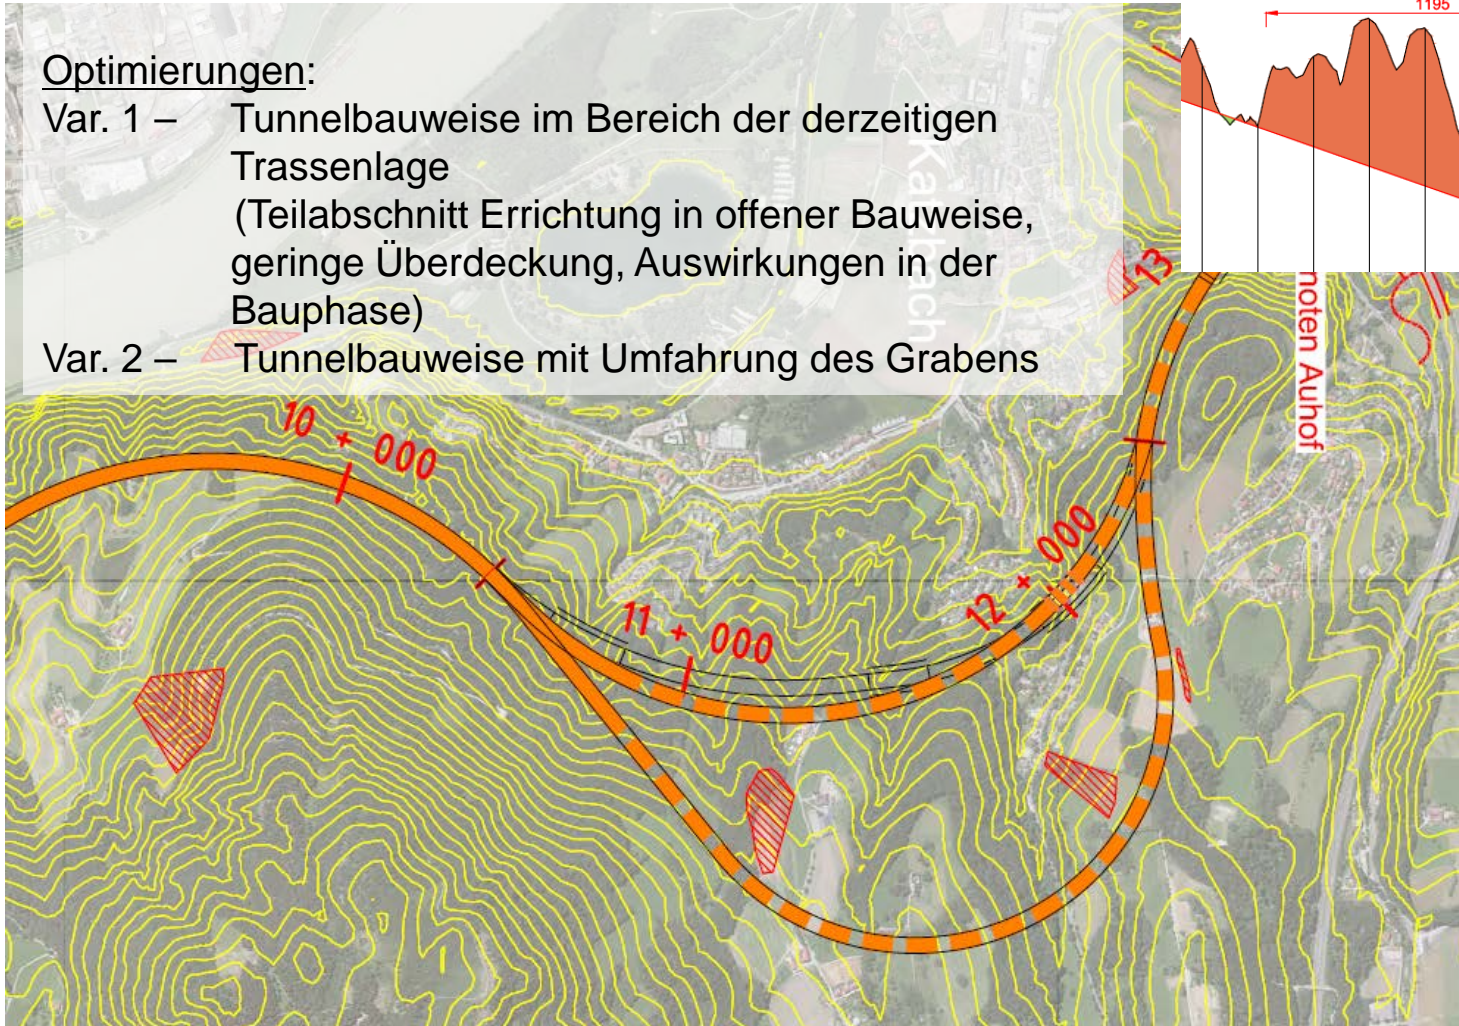 1195
Optimierungen:
Var. 1 – Tunnelbauweise im Bereich der derzeitigen
Trassenlage
(Teilabschnitt Errichtung in offener Bauweise,
geringe Überdeckung, Auswirkungen in der
Bauphase)
Var. 2 – Tunnelbauweise mit Umfahrung des Grabens
Katzbach
13
noten Auhof
10 + 000
11 + 000
12 + 000